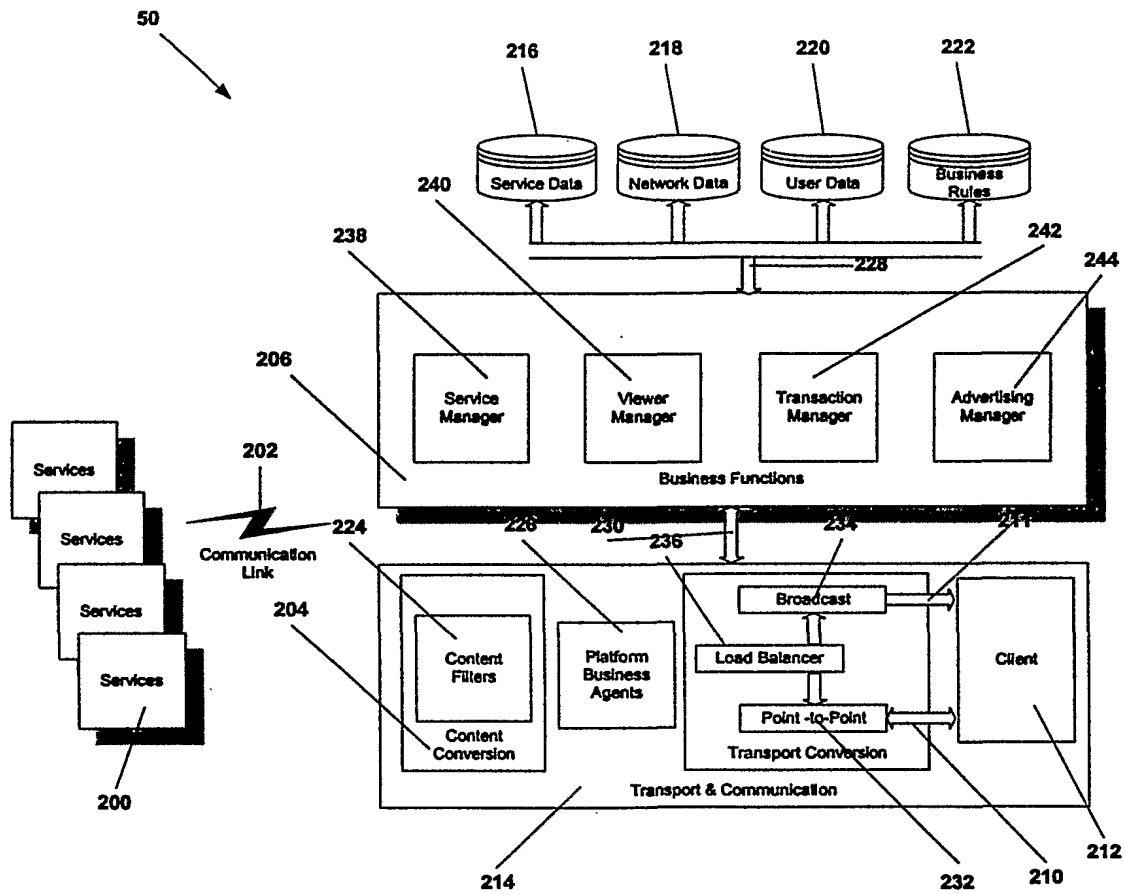 50
216
218
220
222
Service Data
Network Data
User Data
Business
Rules
240
238
242
228
244
206
Service
Manager
Viewer
Manager
Transaction
Manager
Advertising
Manager
Business Functions
Services
Services
Services
Services
202
Communication
Link
224
226
230
236
234
211
204
Content
Filters
Content
Conversion
Platform
Business
Agents
Broadcast
Load Balancer
Point -to-Point
Transport Conversion
Client
Transport & Communication
200
214
232
210
212